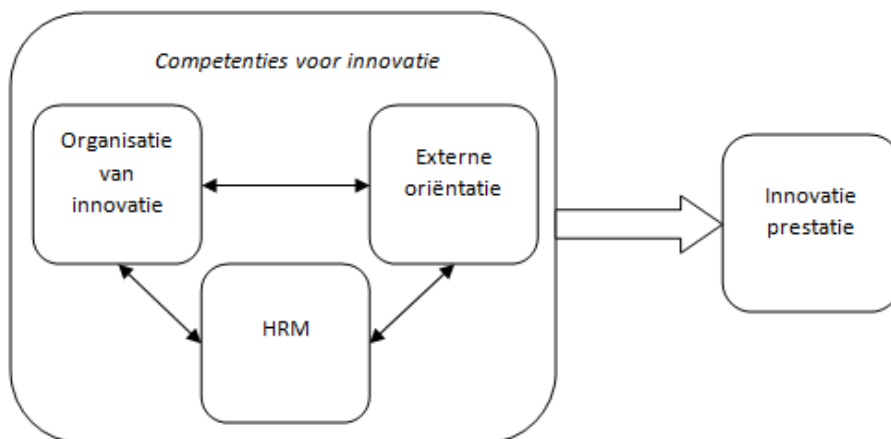 Competenties voor innovatie
Organisatie
van
innovatie
Externe
oriëntatie
HRM
Innovatie
prestatie